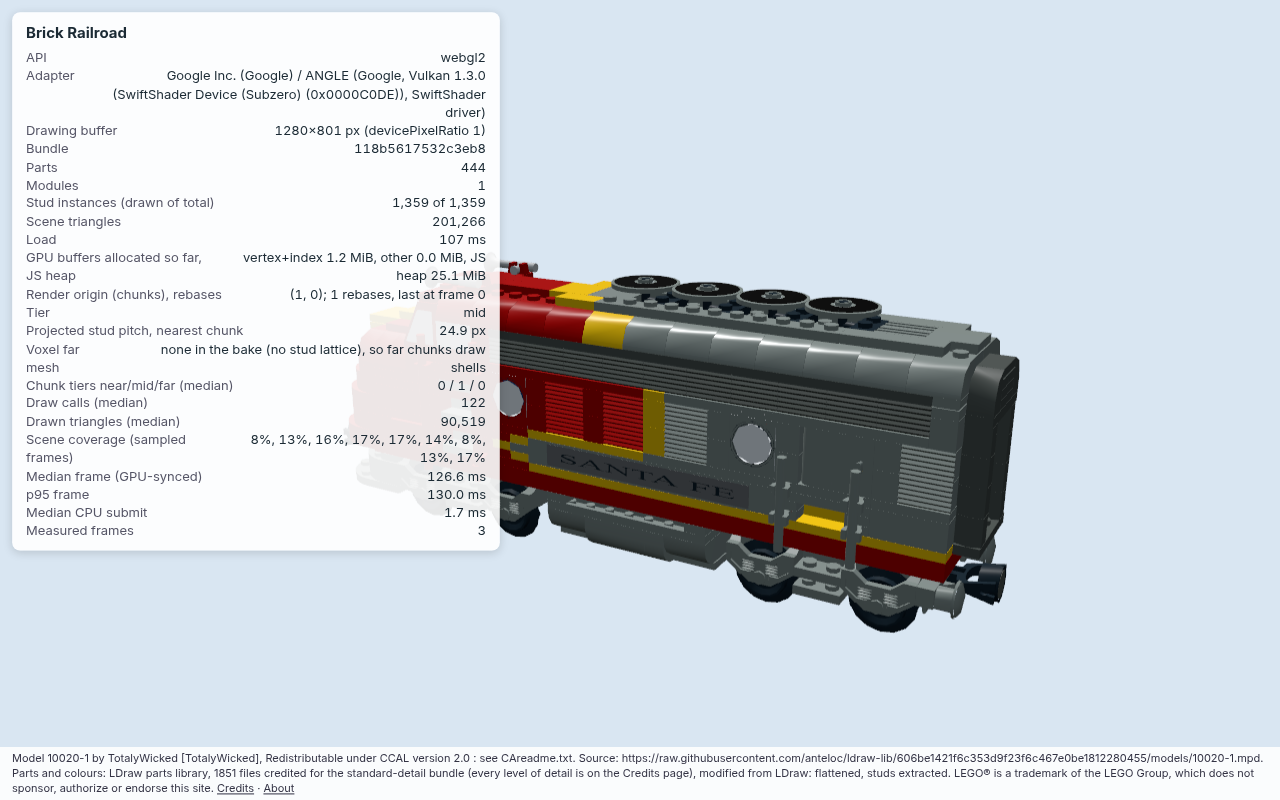 Brick Railroad
API webgl2
Adapter Google Inc. (Google) / ANGLE (Google, Vulkan 1.3.0
(SwiftShader Device (Subzero) (0x0000C0DE)), SwiftShader
driver)
Drawing buffer 1280×801 px (devicePixelRatio 1)
Bundle 118b5617532c3eb8
Parts 444
Modules 1
Stud instances (drawn of total) 1,359 of 1,359
Scene triangles 201,266
Load 107 ms
GPU buffers allocated so far, vertex+index 1.2 MiB, other 0.0 MiB, JS
JS heap heap 25.1 MiB
Render origin (chunks), rebases (1, 0); 1 rebases, last at frame 0
Tier mid
Projected stud pitch, nearest chunk 24.9 px
Voxel far none in the bake (no stud lattice), so far chunks draw
mesh shells
Chunk tiers near/mid/far (median) 0 / 1 / 0
Draw calls (median) 122
Drawn triangles (median) 90,519
Scene coverage (sampled 8%, 13%, 16%, 17%, 17%, 14%, 8%,
frames) 13%, 17%
Median frame (GPU-synced) 126.6 ms
p95 frame 130.0 ms
Median CPU submit 1.7 ms
Measured frames 3
SANTA FE
Model 10020-1 by TotalyWicked [TotalyWicked], Redistributable under CCAL version 2.0 : see CAreadme.txt. Source: https://raw.githubusercontent.com/anteloc/ldraw-lib/606be1421f6c353d9f23f6c467e0be1812280455/models/10020-1.mpd.
Parts and colours: LDraw parts library, 1851 files credited for the standard-detail bundle (every level of detail is on the Credits page), modified from LDraw: flattened, studs extracted. LEGO® is a trademark of the LEGO Group, which does not
sponsor, authorize or endorse this site. Credits · About